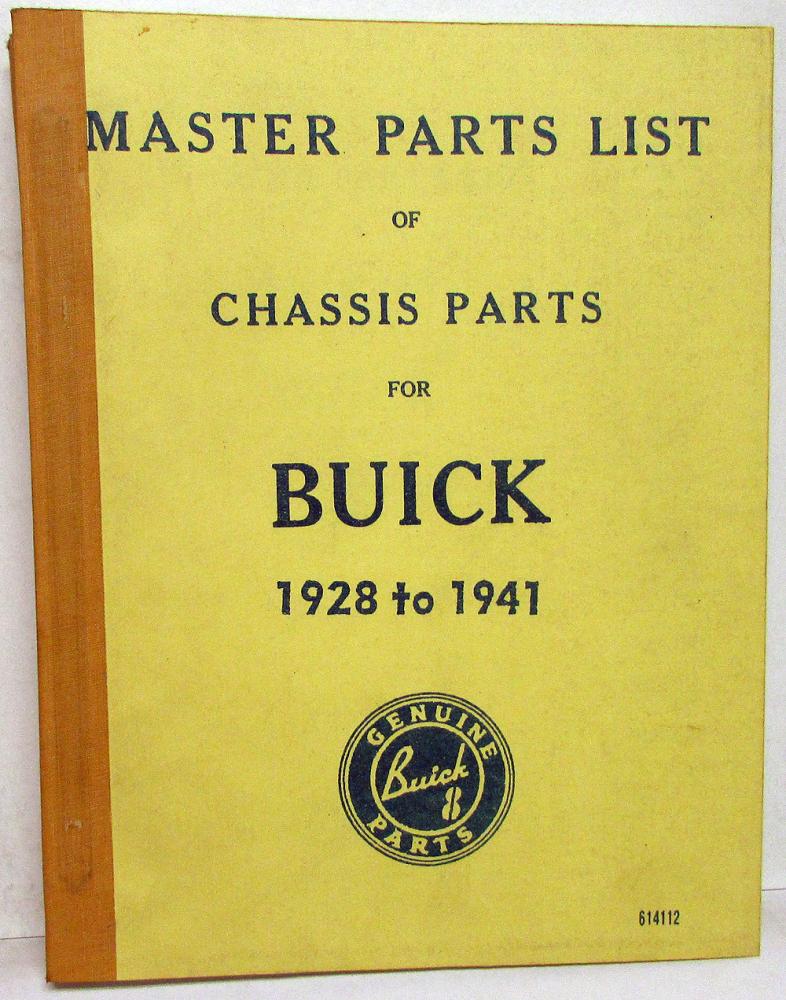 MASTER PARTS LIST
OF
CHASSIS PARTS
FOR
BUICK
1928 to 1941
GENUINE
Buick
8
PARTS
614112